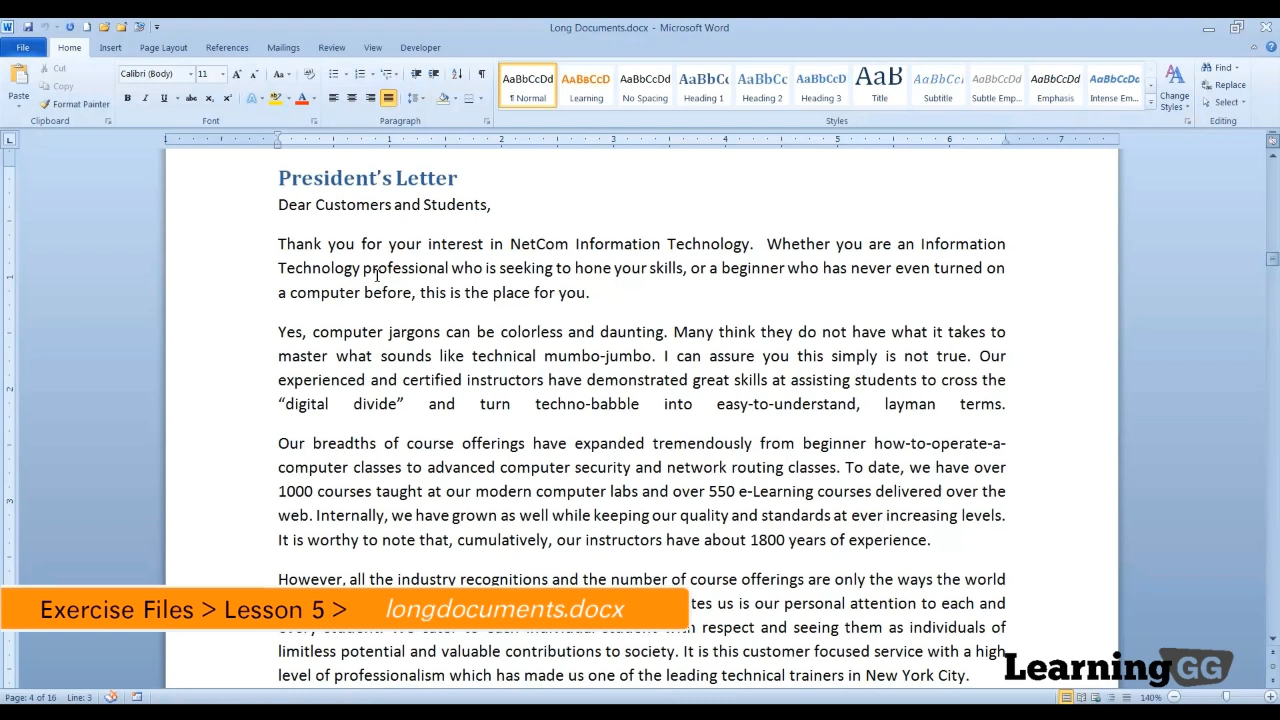 Long Documents.docx - Microsoft Word
File Home Insert Page Layout References Mailings Review View Developer
Cut
Copy
Paste
Format Painter
Clipboard
Calibri (Body) 11
Font
Paragraph
AaBbCcDd AaBbCcD AaBbCcDd AaBbC AaBbCc AaBbCc AaB AaBbCc AaBbCcDd AaBbCcDd AaBbCcDd
¶ Normal Learning No Spacing Heading 1 Heading 2 Heading 3 Title Subtitle Subtle Emp... Emphasis Intense Em...
Styles
Change Styles
Find
Replace
Select
Editing
1 2 3 4 5 6 7
1
2
3
President's Letter
Dear Customers and Students,
Thank you for your interest in NetCom Information Technology. Whether you are an Information
Technology professional who is seeking to hone your skills, or a beginner who has never even turned on
a computer before, this is the place for you.
Yes, computer jargons can be colorless and daunting. Many think they do not have what it takes to
master what sounds like technical mumbo-jumbo. I can assure you this simply is not true. Our
experienced and certified instructors have demonstrated great skills at assisting students to cross the
“digital divide” and turn techno-babble into easy-to-understand, layman terms.
Our breadths of course offerings have expanded tremendously from beginner how-to-operate-a-
computer classes to advanced computer security and network routing classes. To date, we have over
1000 courses taught at our modern computer labs and over 550 e-Learning courses delivered over the
web. Internally, we have grown as well while keeping our quality and standards at ever increasing levels.
It is worthy to note that, cumulatively, our instructors have about 1800 years of experience.
However, all the industry recognitions and the number of course offerings are only the ways the world
us is our personal attention to each and
respect and seeing them as individuals of
limitless potential and valuable contributions to society. It is this customer focused service with a high
level of professionalism which has made us one of the leading technical trainers in New York City.
Exercise Files > Lesson 5 > longdocuments.docx
LearningGG
Page: 4 of 16 Line: 3
140%